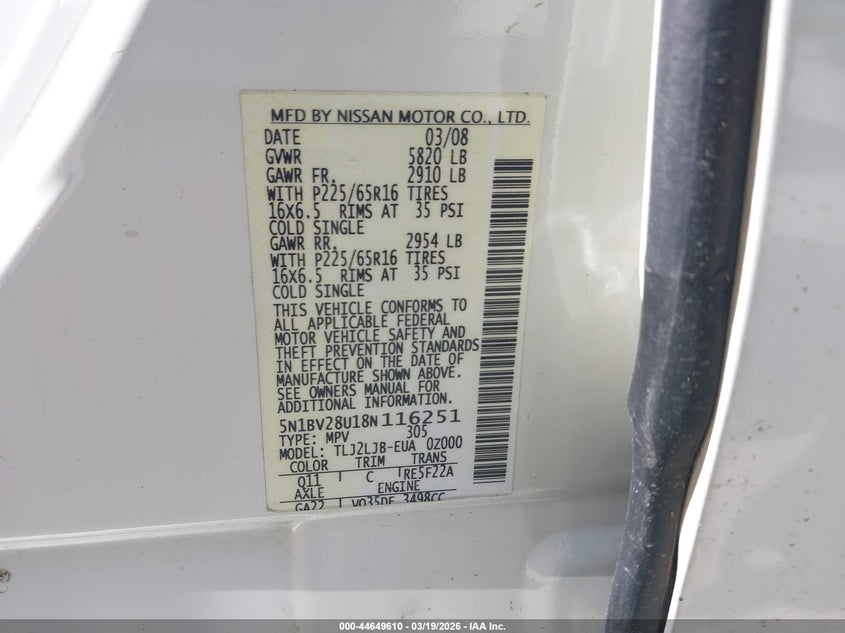 MFD BY NISSAN MOTOR CO., LTD.
DATE 03/08
GVWR 5820 LB
GAWR FR. 2910 LB
WITH P225/65R16 TIRES
16X6.5 RIMS AT 35 PSI
COLD SINGLE
GAWR RR. 2954 LB
WITH P225/65R16 TIRES
16X6.5 RIMS AT 35 PSI
COLD SINGLE
THIS VEHICLE CONFORMS TO
ALL APPLICABLE FEDERAL
MOTOR VEHICLE SAFETY AND
THEFT PREVENTION STANDARDS
IN EFFECT ON THE DATE OF
MANUFACTURE SHOWN ABOVE.
SEE OWNERS MANUAL FOR
ADDITIONAL INFORMATION.
5N1BV28U18N116251
TYPE: MPV 305
MODEL: TLJ2LJB-EUA 0Z000
COLOR TRIM TRANS
Q11 C RE5F22A
AXLE ENGINE
GA22 VQ35DE 3498CC
000-44649610 - 03/19/2026 - IAA Inc.